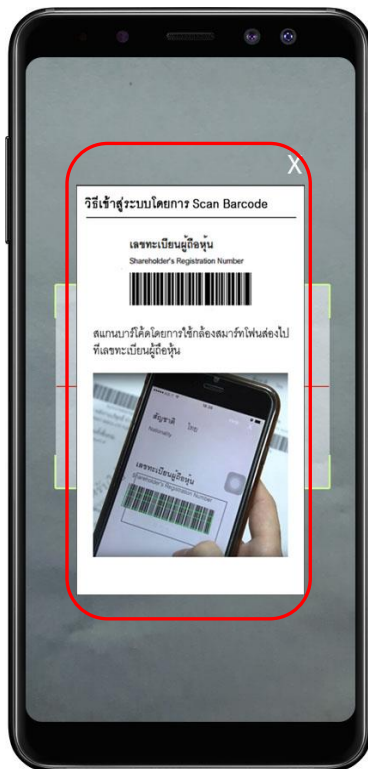 X
วิธีเข้าสู่ระบบโดยการ Scan Barcode
เลขทะเบียนผู้ถือหุ้น
Shareholder's Registration Number
สแกนบาร์โค้ดโดยการใช้กล้องสมาร์ทโฟนส่องไป
ที่เลขทะเบียนผู้ถือหุ้น
สัญชาติ ไทย
Nationality
เลขทะเบียนผู้ถือหุ้น
Shareholder's Registration Number